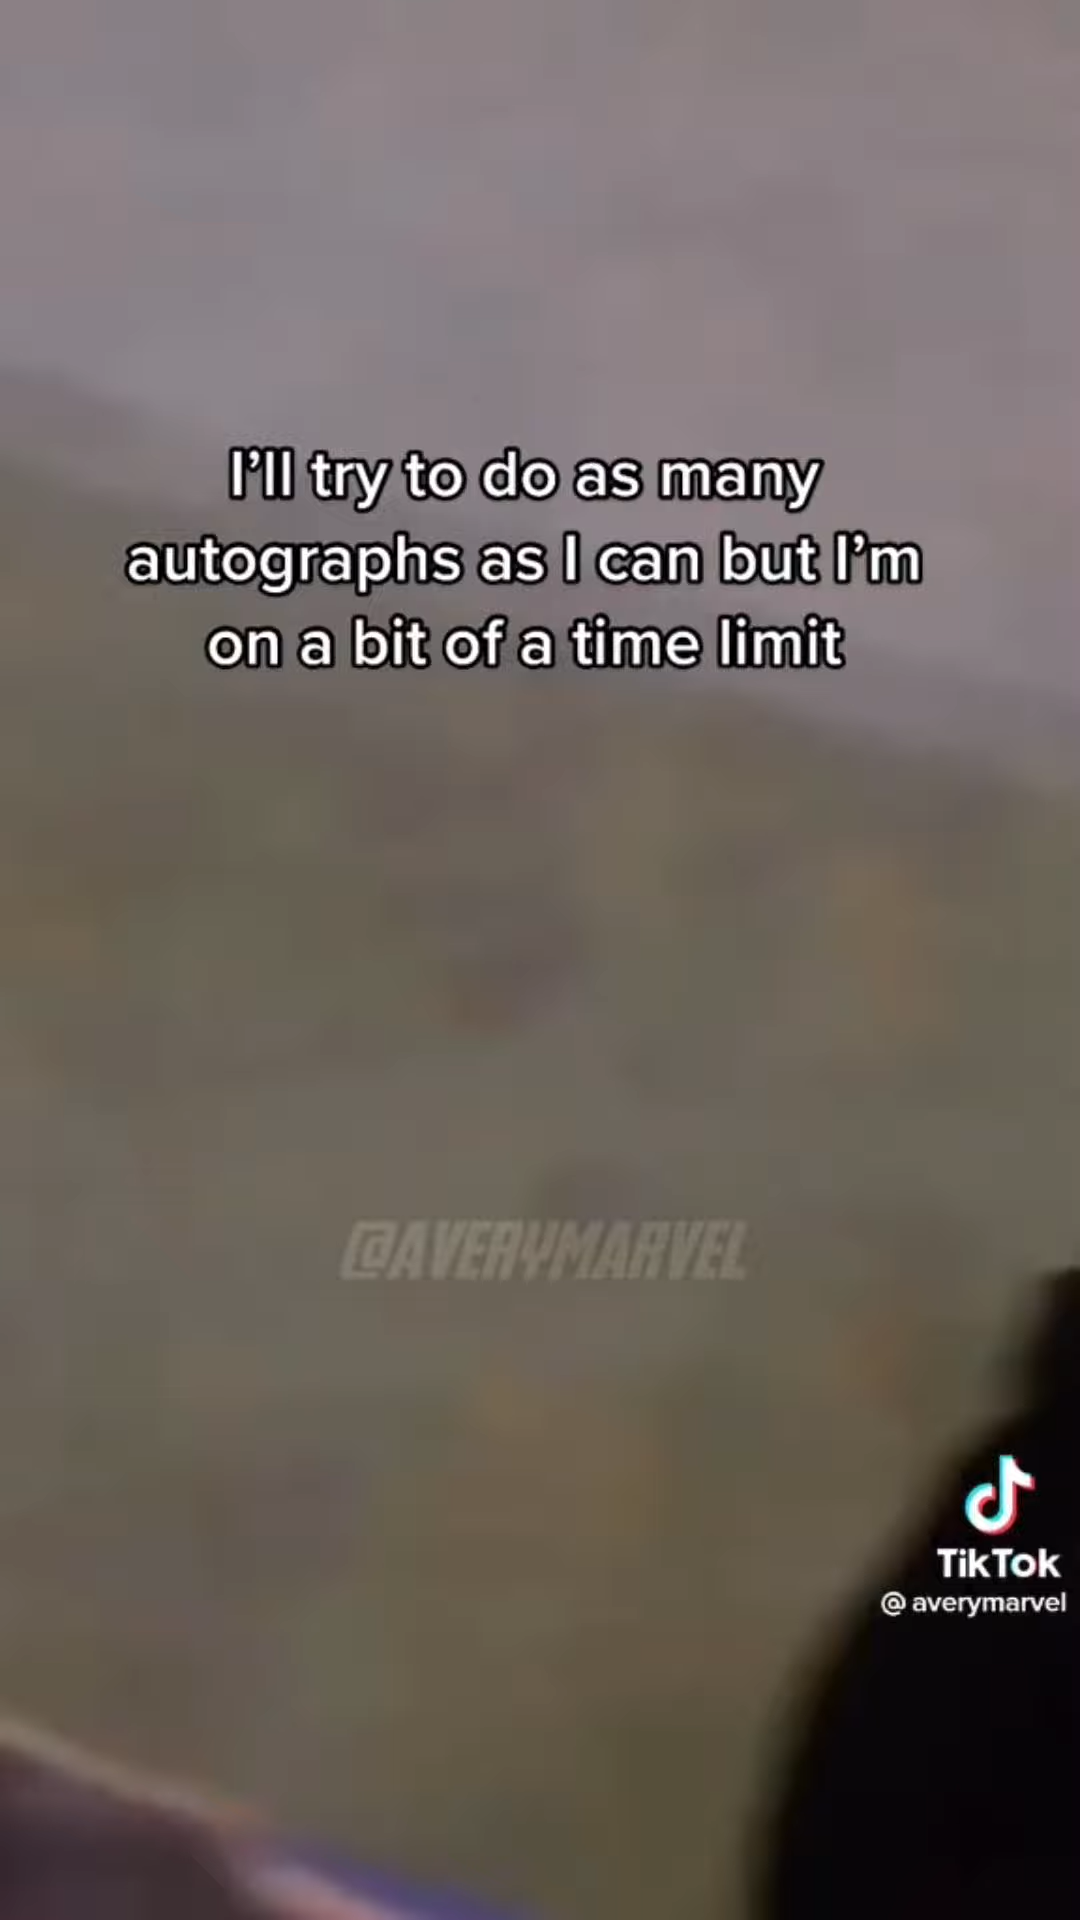 I'll try to do as many
autographs as I can but I'm
on a bit of a time limit
@AVERYMARVEL
TikTok
@averymarvel